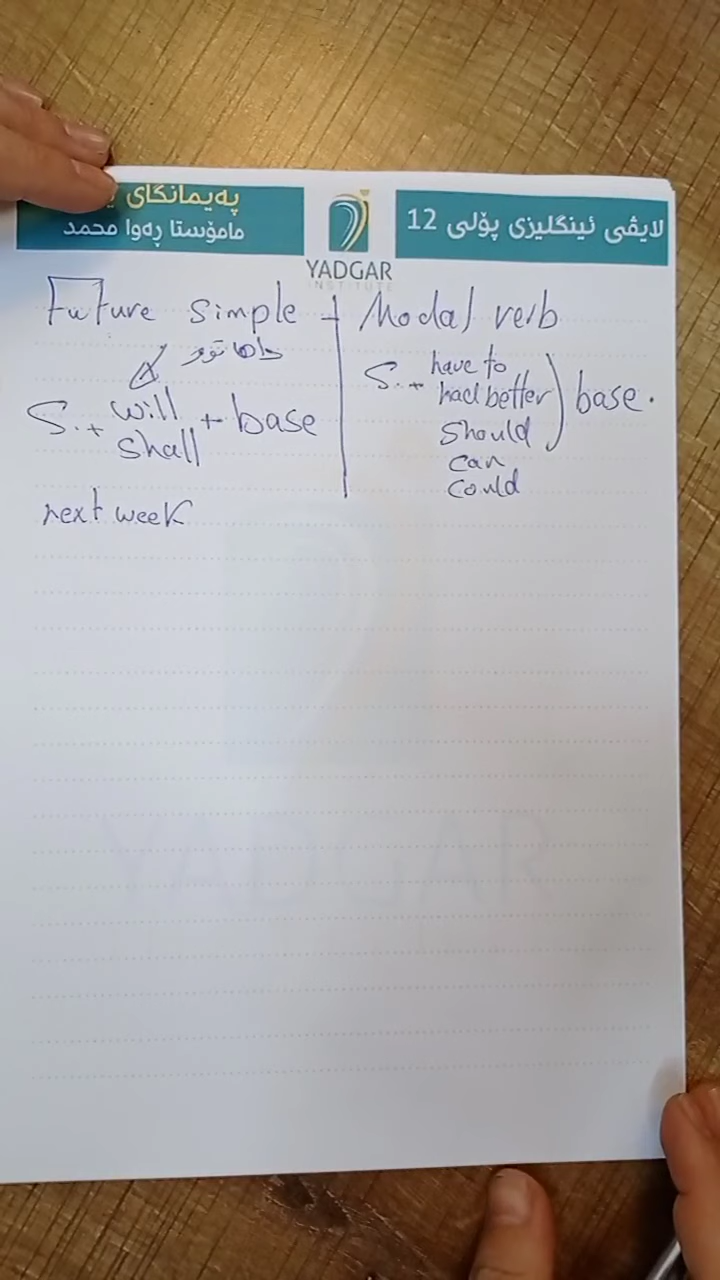 پەیمانگای
مامۆستا ڕەوا محمد
YADGAR
INSTITUTE
لایڤی ئینگلیزی پۆلی 12
Future simple
داهاتوو
S. + will + base
shall
next week
Modal verb
S. + have to
had better base.
should
can
could
YADGAR